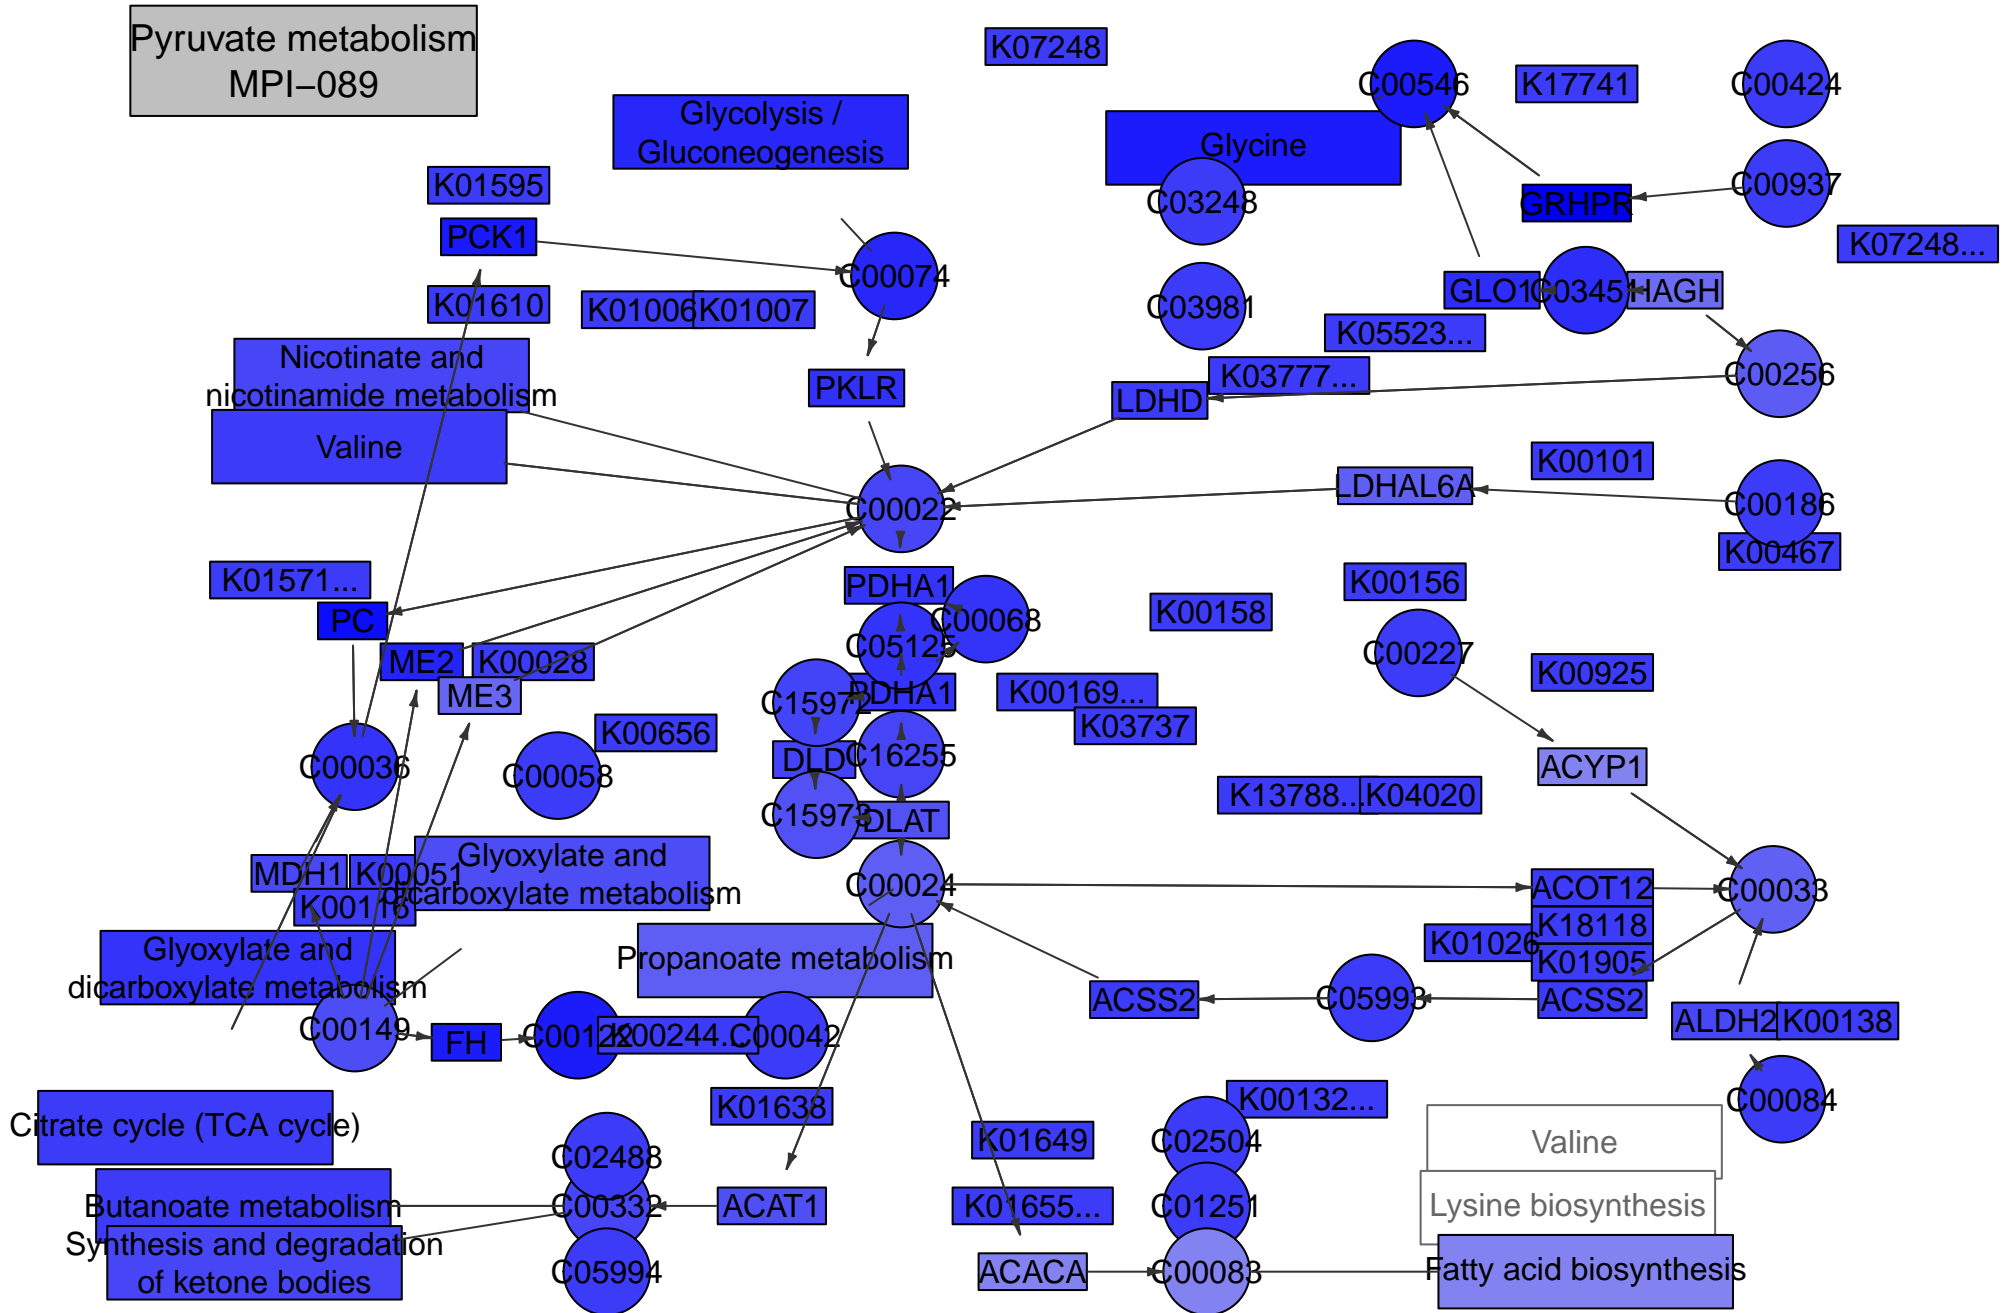 Pyruvate metabolism
MPI−089
K07248
C00546
K17741
C00424
Glycolysis /
Gluconeogenesis
Glycine
K01595
C03248
GRHPR
C00937
PCK1
K07248...
C00074
K01610
K01006
K01007
C03981
GLO1
C03451
HAGH
K05523...
Nicotinate and
nicotinamide metabolism
PKLR
K03777...
LDHD
C00256
Valine
K00101
LDHAL6A
C00186
C00022
K00467
K01571...
PDHA1
K00156
PC
C00068
K00158
C05125
C00227
ME2
K00028
K00925
ME3
C15972
PDHA1
K00169...
K03737
K00656
C00036
C00058
DLD
C16255
ACYP1
K13788...
K04020
C15973
DLAT
MDH1
K00051
Glyoxylate and
dicarboxylate metabolism
C00024
ACOT12
C00033
K00116
K18118
K01026
Glyoxylate and
dicarboxylate metabolism
Propanoate metabolism
K01905
ACSS2
C05993
ACSS2
ALDH2
K00138
C00149
FH
C00122
K00244...
C00042
K01638
K00132...
C00084
Citrate cycle (TCA cycle)
C02488
K01649
C02504
Valine
Butanoate metabolism
C00332
ACAT1
K01655...
C01251
Lysine biosynthesis
Synthesis and degradation
of ketone bodies
C05994
ACACA
C00083
Fatty acid biosynthesis